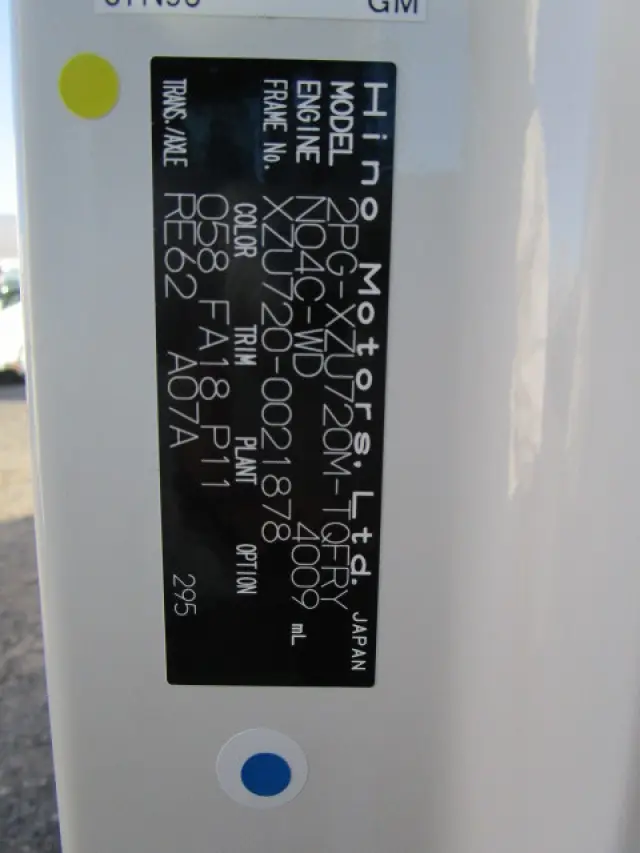 GM
Hino Motors, Ltd. JAPAN
MODEL 2PG-XZU720M-TQFRY
ENGINE N04C-WD 4009 mL
FRAME No. XZU720-0021878
COLOR TRIM PLANT OPTION
058 FA18 P11
TRANS./AXLE RE62 A07A 295